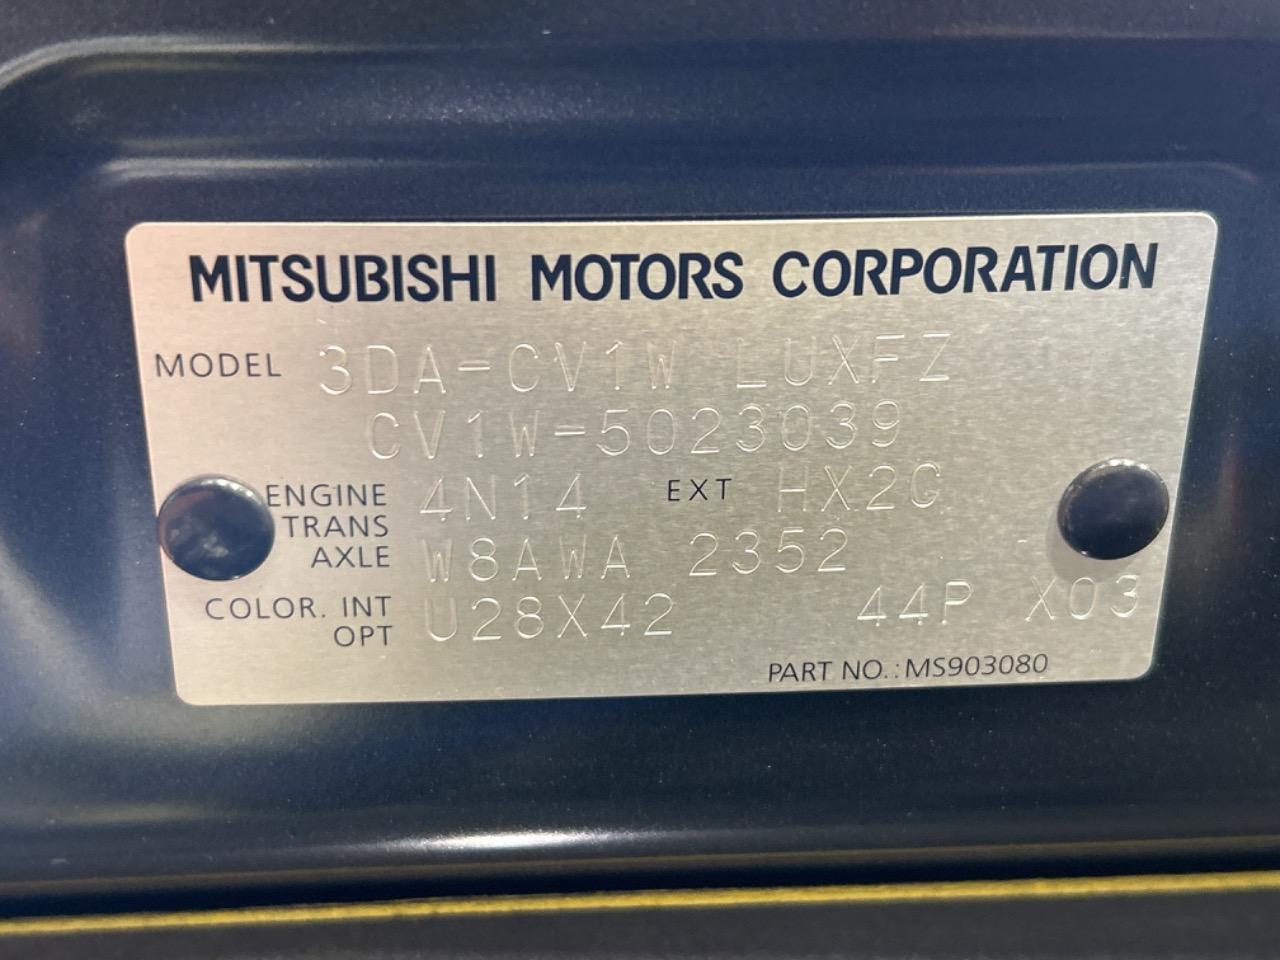 MITSUBISHI MOTORS CORPORATION
MODEL 3DA-CV1W LUXFZ
CV1W-5023039
ENGINE 4N14 EXT HX2G
TRANS
AXLE W8AWA 2352
COLOR. INT
OPT U28X42 44P X03
PART NO.:MS903080